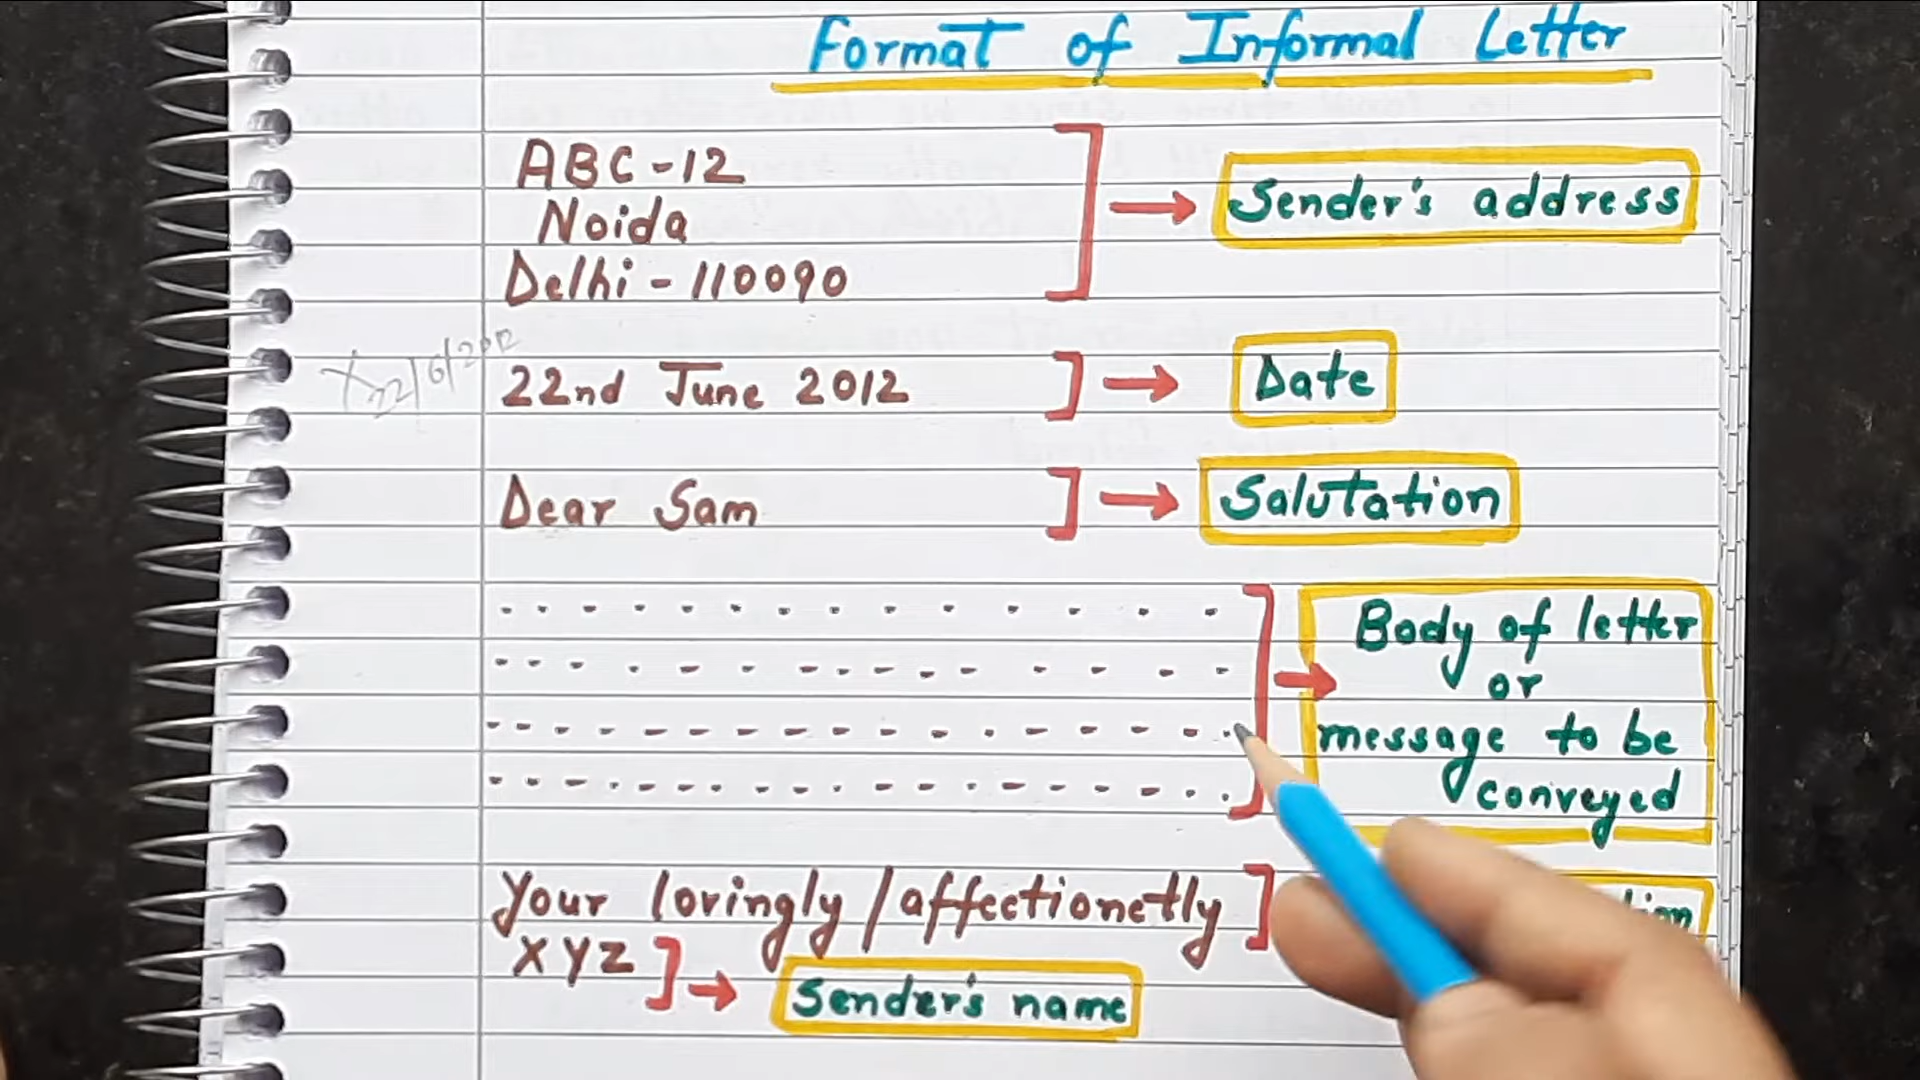 Format of Informal Letter
ABC-12
Noida
Delhi - 110090
Sender's address
22/6/2012
22nd June 2012
Date
Dear Sam
Salutation
Body of letter
or
message to be
conveyed
Your lovingly / affectionetly
XYZ
Sender's name